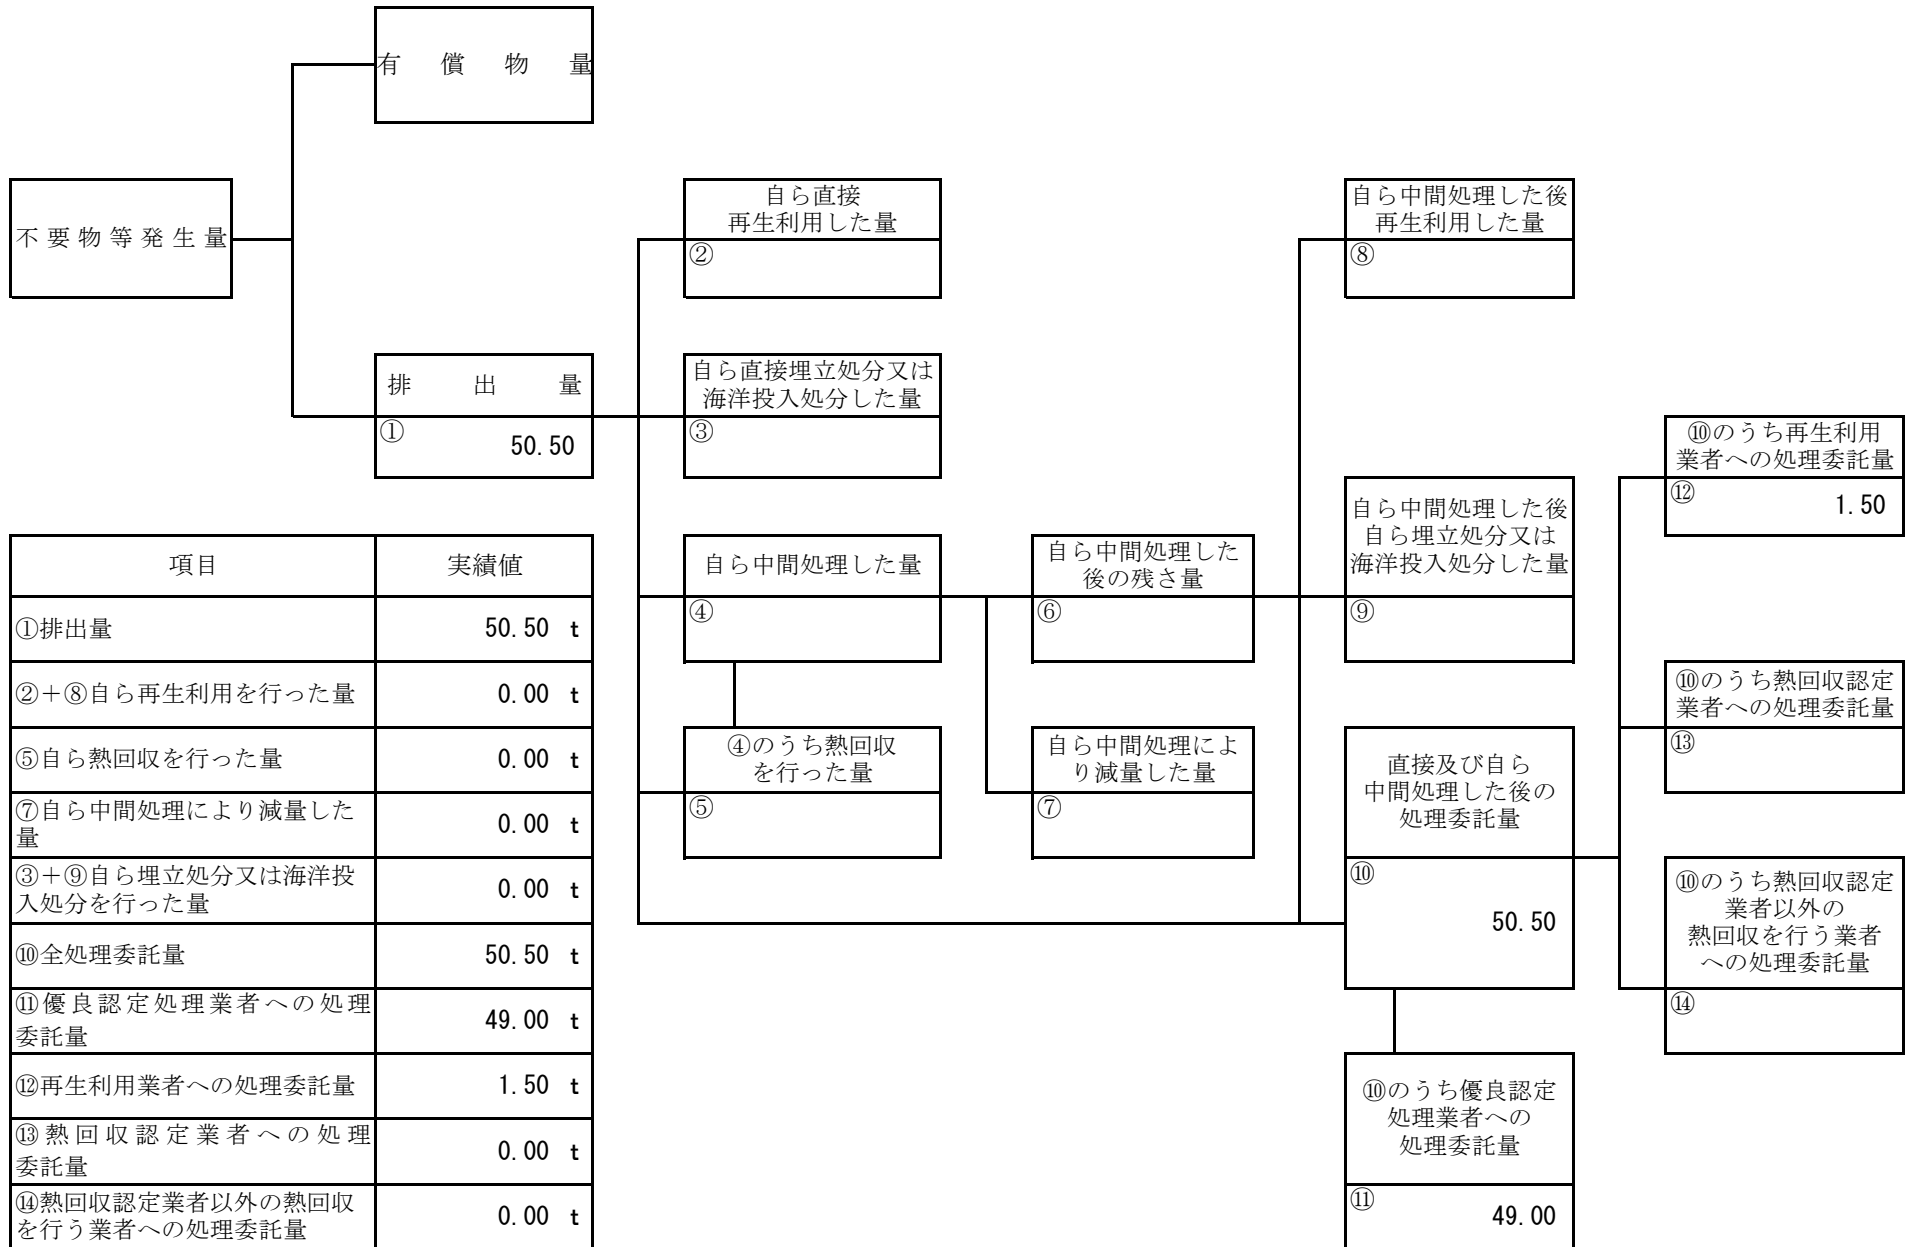 有償物量
不要物等発生量
排出量
①
50.50
自ら直接
再生利用した量
②
自ら直接埋立処分又は
海洋投入処分した量
③
自ら中間処理した量
④
④のうち熱回収
を行った量
⑤
自ら中間処理した
後の残さ量
⑥
自ら中間処理によ
り減量した量
⑦
自ら中間処理した後
再生利用した量
⑧
自ら中間処理した後
自ら埋立処分又は
海洋投入処分した量
⑨
直接及び自ら
中間処理した後の
処理委託量
⑩
50.50
⑩のうち優良認定
処理業者への
処理委託量
⑪
49.00
⑩のうち再生利用
業者への処理委託量
⑫
1.50
⑩のうち熱回収認定
業者への処理委託量
⑬
⑩のうち熱回収認定
業者以外の
熱回収を行う業者
への処理委託量
⑭
項目 実績値
①排出量 50.50 t
②＋⑧自ら再生利用を行った量 0.00 t
⑤自ら熱回収を行った量 0.00 t
⑦自ら中間処理により減量した
量 0.00 t
③＋⑨自ら埋立処分又は海洋投
入処分を行った量 0.00 t
⑩全処理委託量 50.50 t
⑪優良認定処理業者への処理
委託量 49.00 t
⑫再生利用業者への処理委託量 1.50 t
⑬熱回収認定業者への処理
委託量 0.00 t
⑭熱回収認定業者以外の熱回収
を行う業者への処理委託量 0.00 t